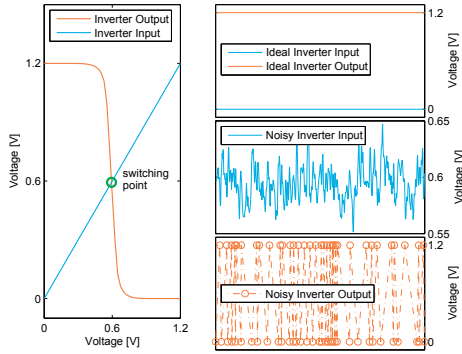 Inverter Output
Inverter Input
1.2
0.6
0
Voltage [V]
switching
point
0
0.6
1.2
Voltage [V]
Ideal Inverter Input
Ideal Inverter Output
1.2
0
Voltage [V]
Noisy Inverter Input
0.65
0.6
0.55
Voltage [V]
Noisy Inverter Output
1.2
0
Voltage [V]